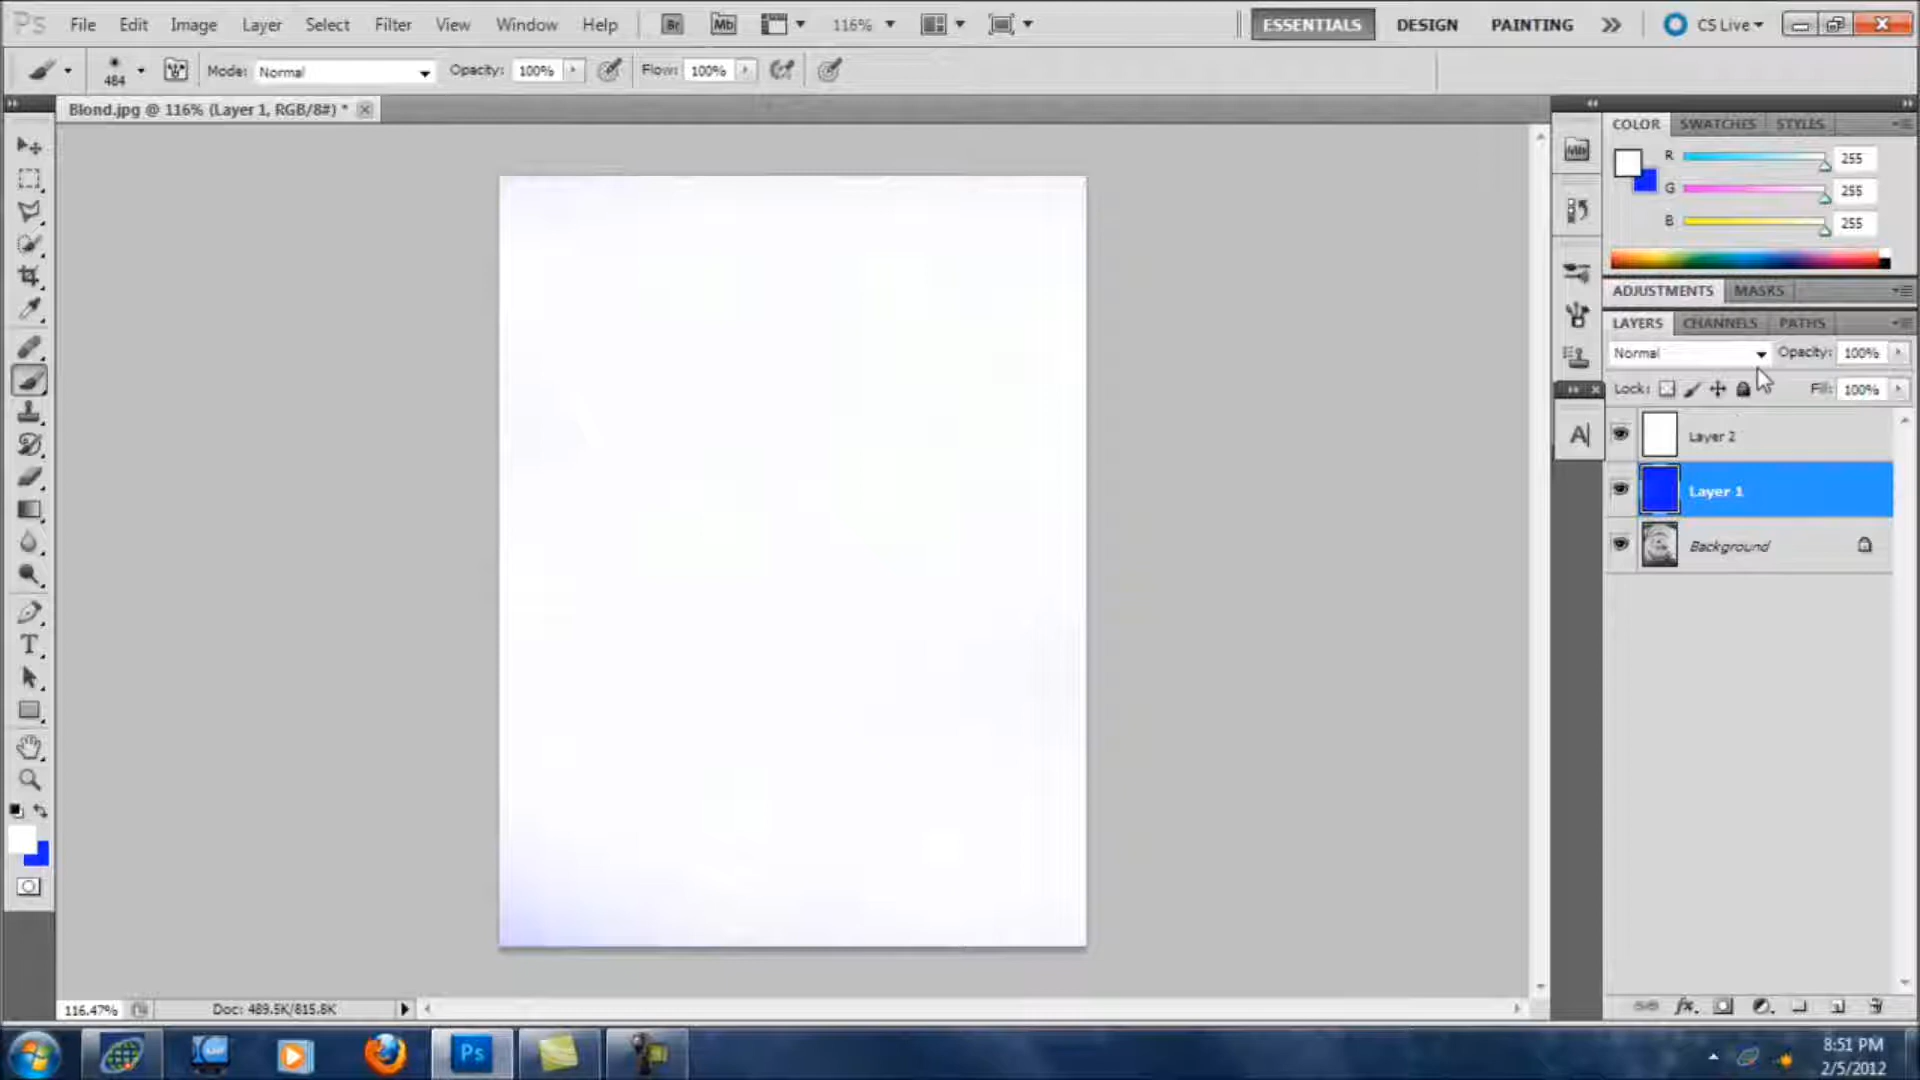 Ps File Edit Image Layer Select Filter View Window Help Br Mb 116% ESSENTIALS DESIGN PAINTING CS Live
484 Mode: Normal Opacity: 100% Flow: 100%
Blond.jpg @ 116% (Layer 1, RGB/8#) *
COLOR SWATCHES STYLES
R 255
G 255
B 255
ADJUSTMENTS MASKS
LAYERS CHANNELS PATHS
Normal Opacity: 100%
Lock: Fill: 100%
Layer 2
Layer 1
Background
Mb
A
T
fx
116.47% Doc: 489.5K/815.8K
Ps
8:51 PM
2/5/2012